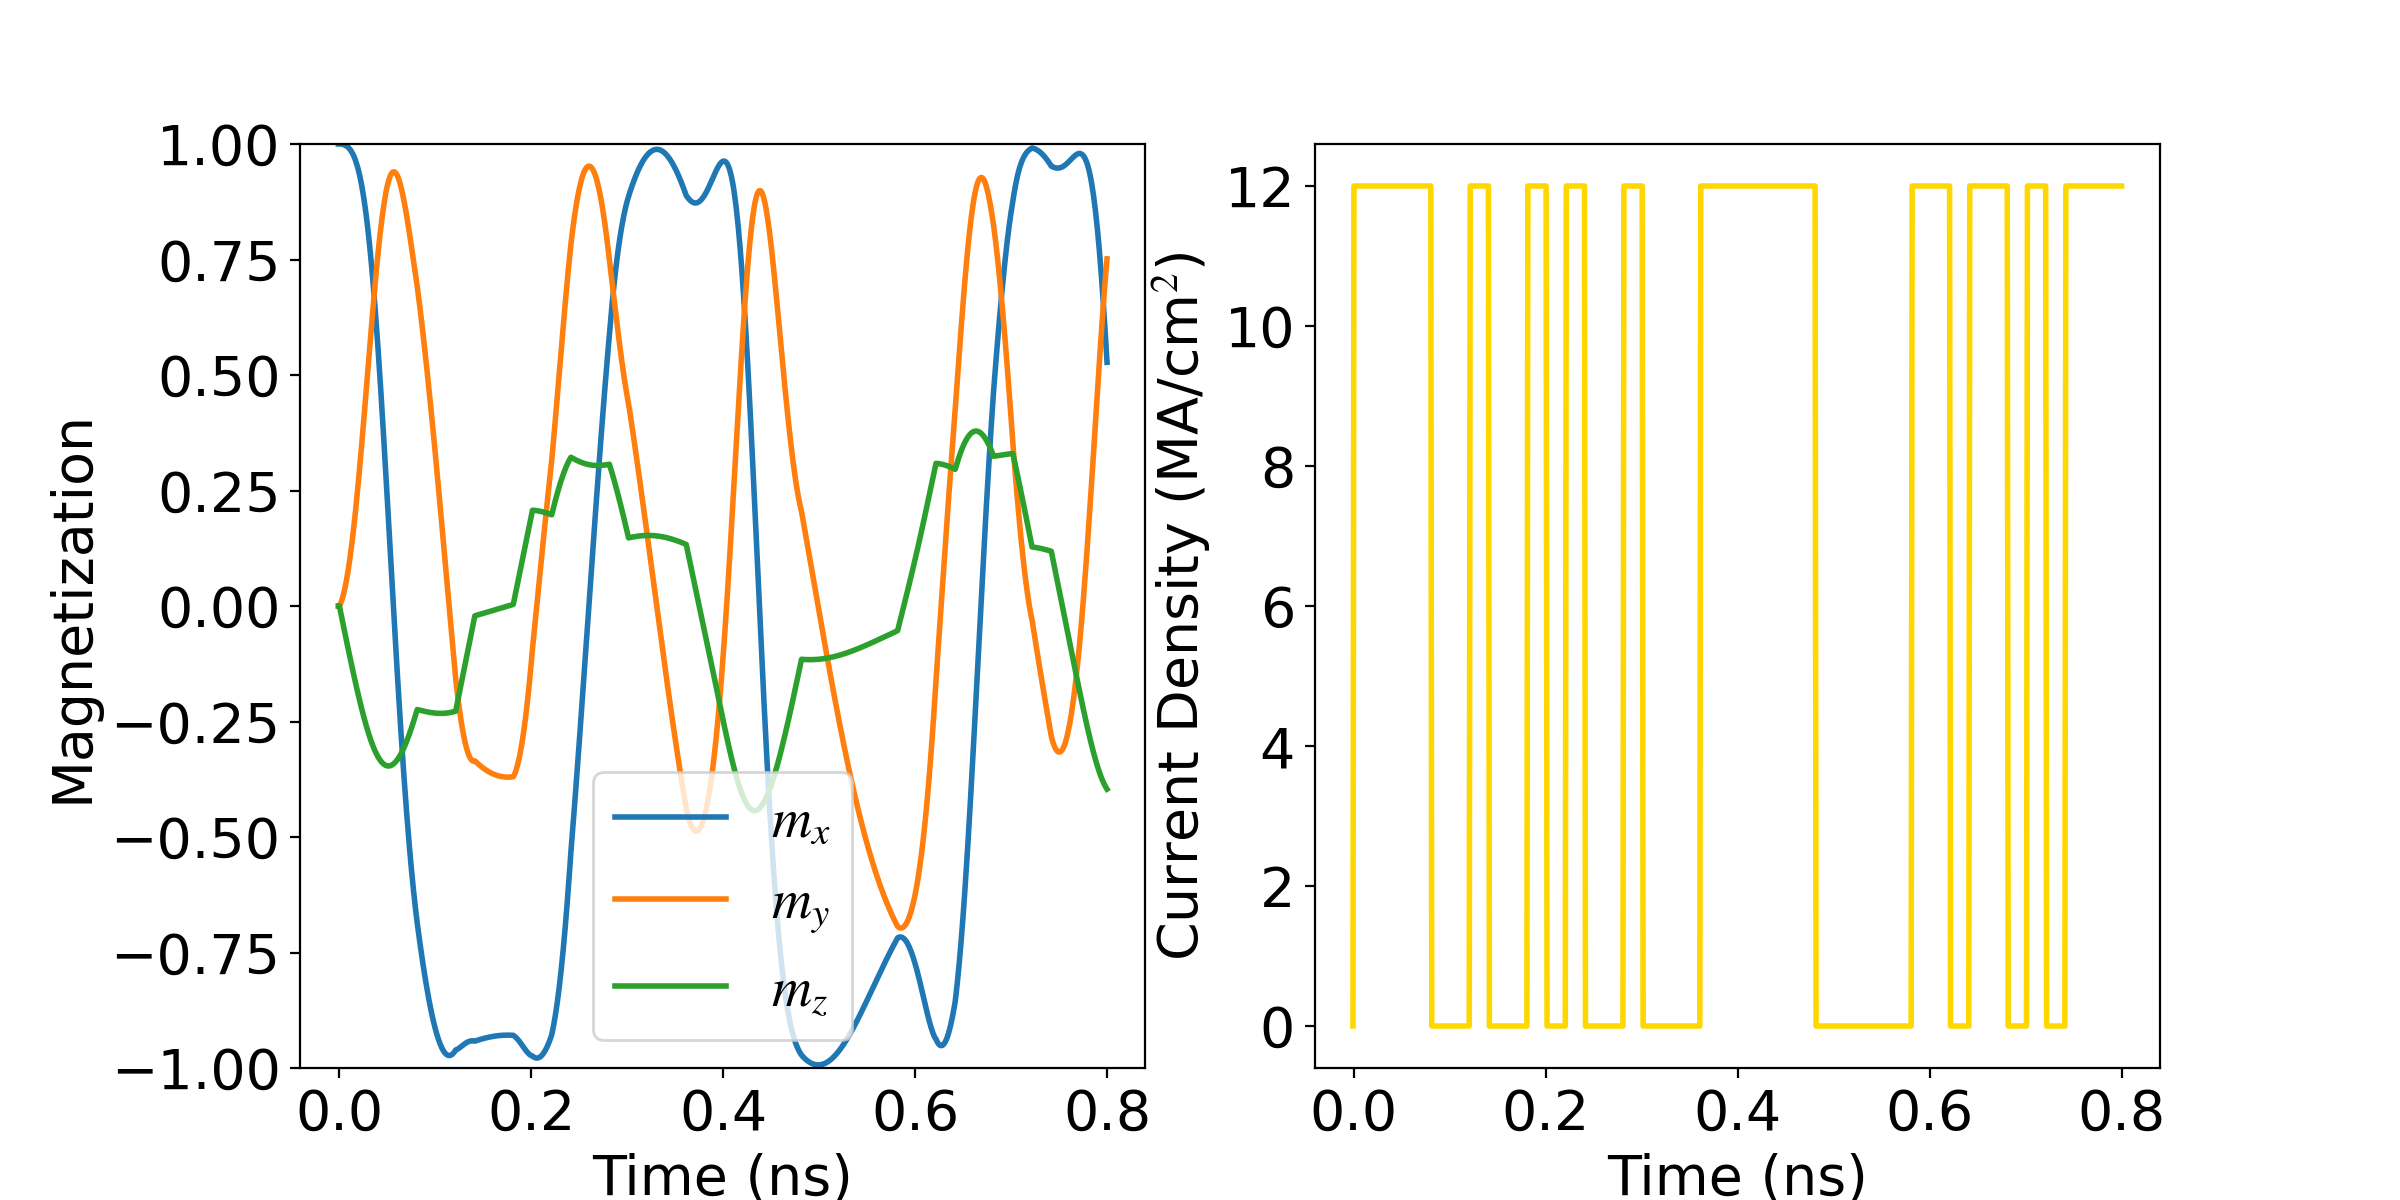 Magnetization
1.00
0.75
0.50
0.25
0.00
−0.25
−0.50
−0.75
−1.00
0.0 0.2 0.4 0.6 0.8
Time (ns)
m_x
m_y
m_z
Current Density (MA/cm²)
12
10
8
6
4
2
0
0.0 0.2 0.4 0.6 0.8
Time (ns)